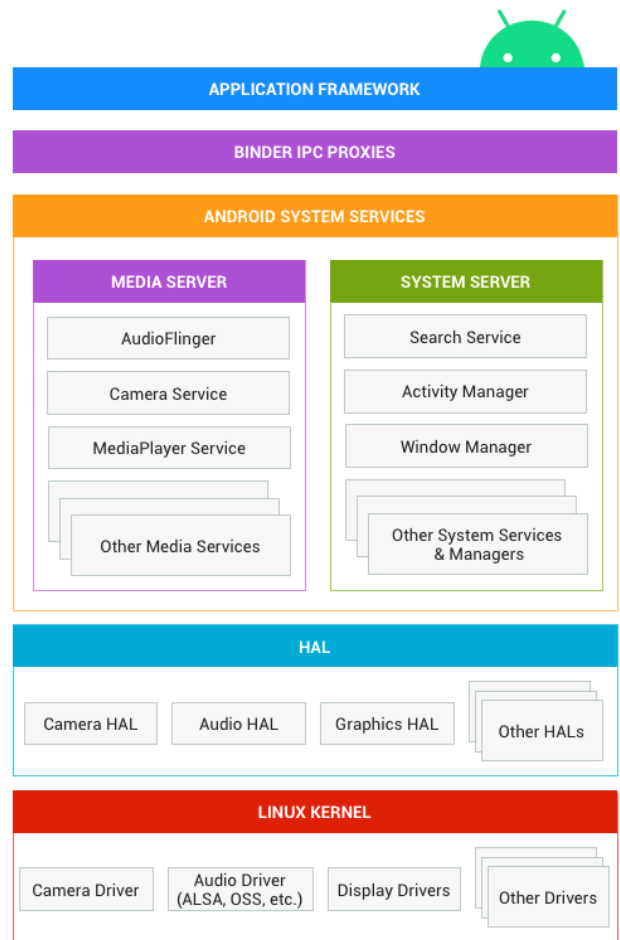 APPLICATION FRAMEWORK
BINDER IPC PROXIES
ANDROID SYSTEM SERVICES
MEDIA SERVER
AudioFlinger
Camera Service
MediaPlayer Service
Other Media Services
SYSTEM SERVER
Search Service
Activity Manager
Window Manager
Other System Services
& Managers
HAL
Camera HAL
Audio HAL
Graphics HAL
Other HALs
LINUX KERNEL
Camera Driver
Audio Driver
(ALSA, OSS, etc.)
Display Drivers
Other Drivers